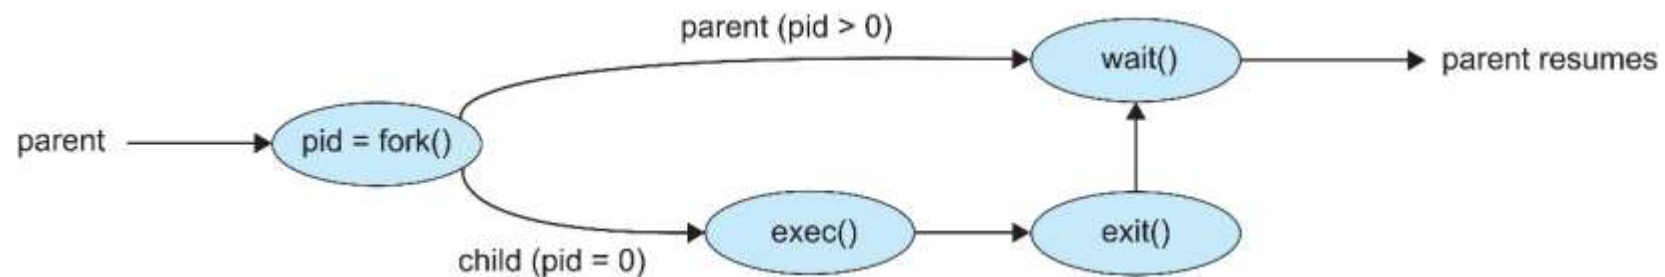 parent (pid > 0)
wait()
parent resumes
parent
pid = fork()
exec()
exit()
child (pid = 0)